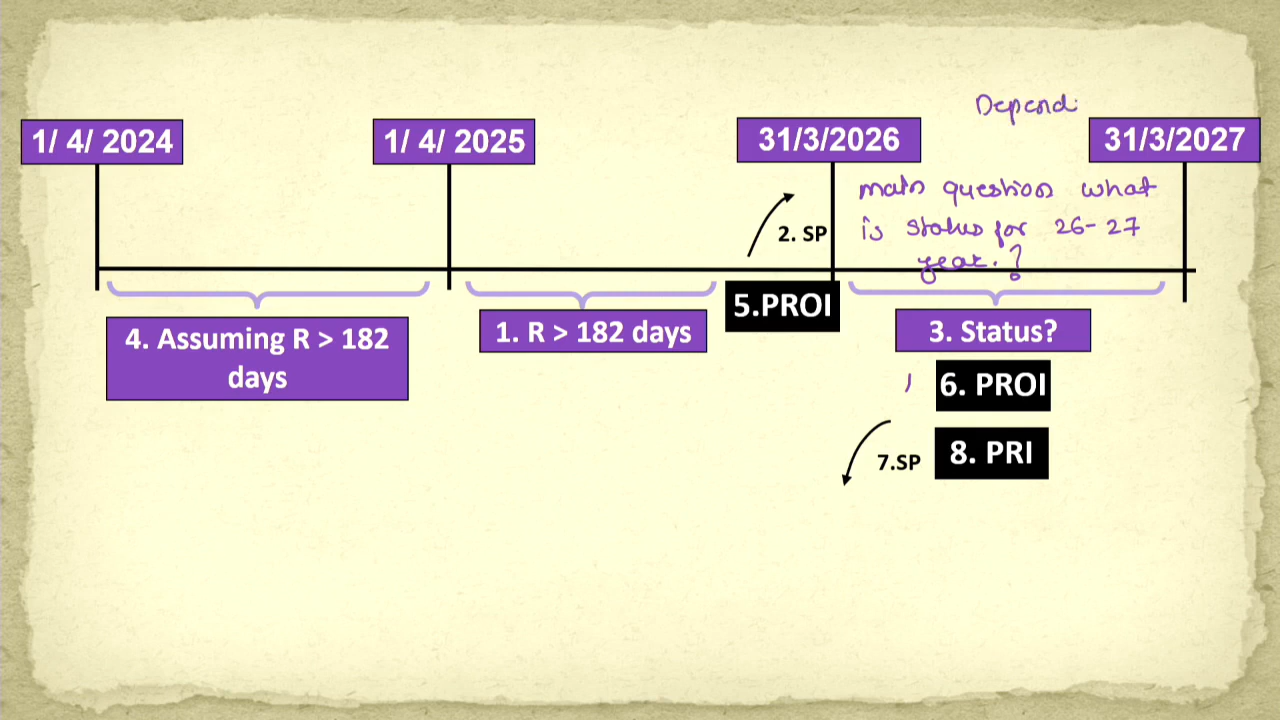 Depend
1/ 4/ 2024
1/ 4/ 2025
31/3/2026
31/3/2027
main question what
is status for 26-27
year.?
2. SP
5.PROI
4. Assuming R > 182
days
1. R > 182 days
3. Status?
6. PROI
7.SP
8. PRI